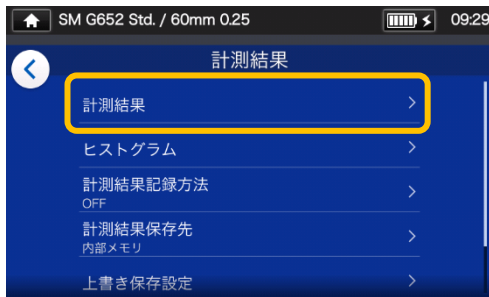 SM G652 Std. / 60mm 0.25
09:29
計測結果
計測結果
ヒストグラム
計測結果記録方法
OFF
計測結果保存先
内部メモリ
上書き保存設定